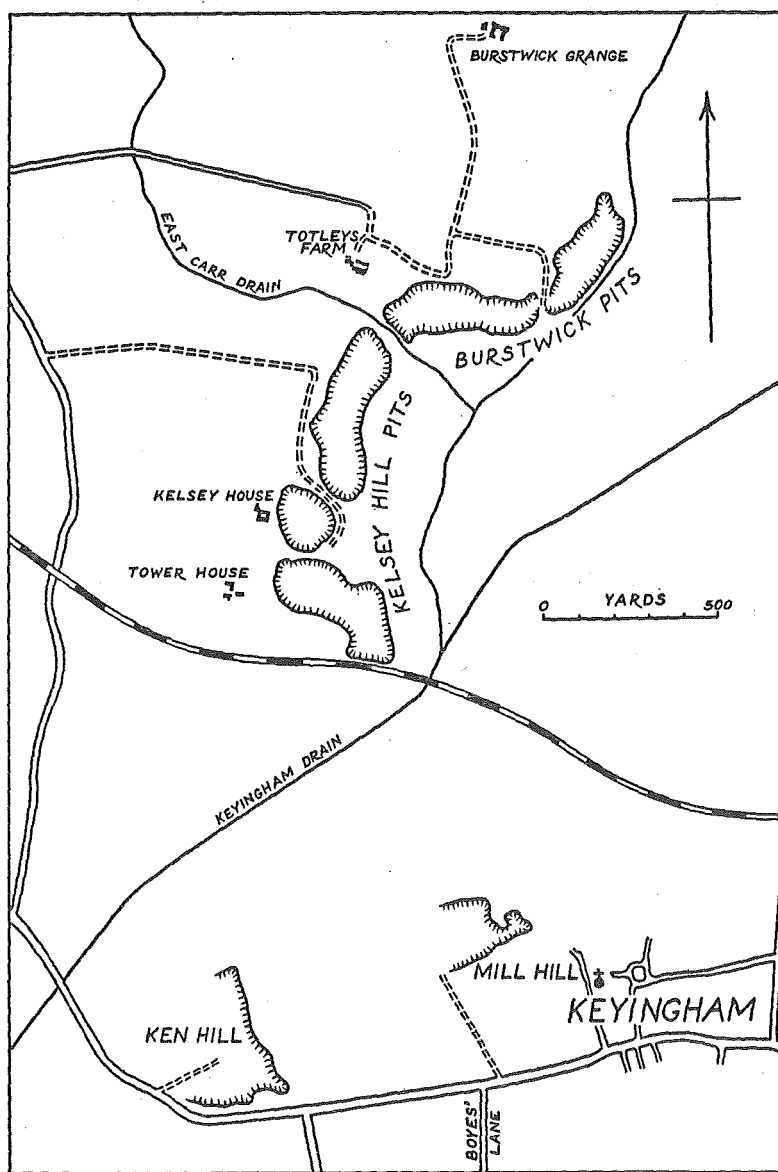 BURSTWICK GRANGE
TOTLEYS
FARM
EAST CARR DRAIN
BURSTWICK PITS
KELSEY HILL PITS
KELSEY HOUSE
TOWER HOUSE
0 YARDS 500
KEYINGHAM DRAIN
MILL HILL
KEYINGHAM
KEN HILL
BOYES'
LANE